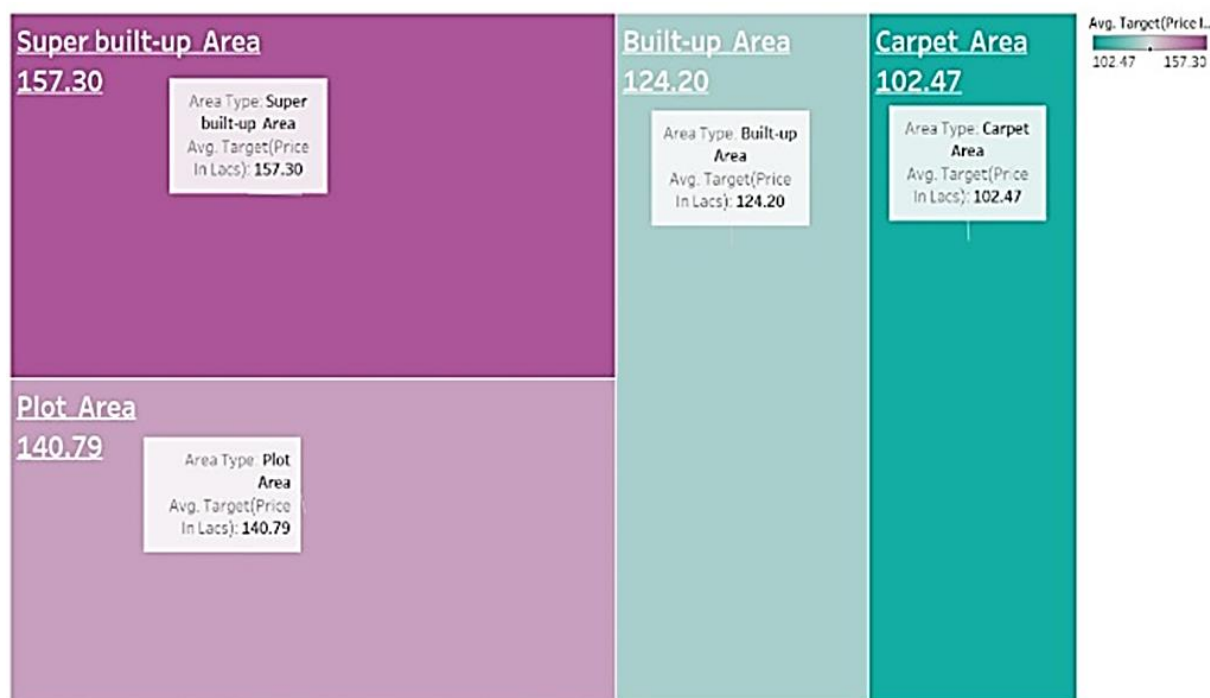 Super built-up Area
157.30
Area Type: Super
built-up Area
Avg. Target(Price
In Lacs): 157.30
Plot Area
140.79
Area Type: Plot
Area
Avg. Target(Price
In Lacs): 140.79
Built-up Area
124.20
Area Type: Built-up
Area
Avg. Target(Price
In Lacs): 124.20
Carpet Area
102.47
Area Type: Carpet
Area
Avg. Target(Price
In Lacs): 102.47
Avg. Target(Price I..
102.47 157.30